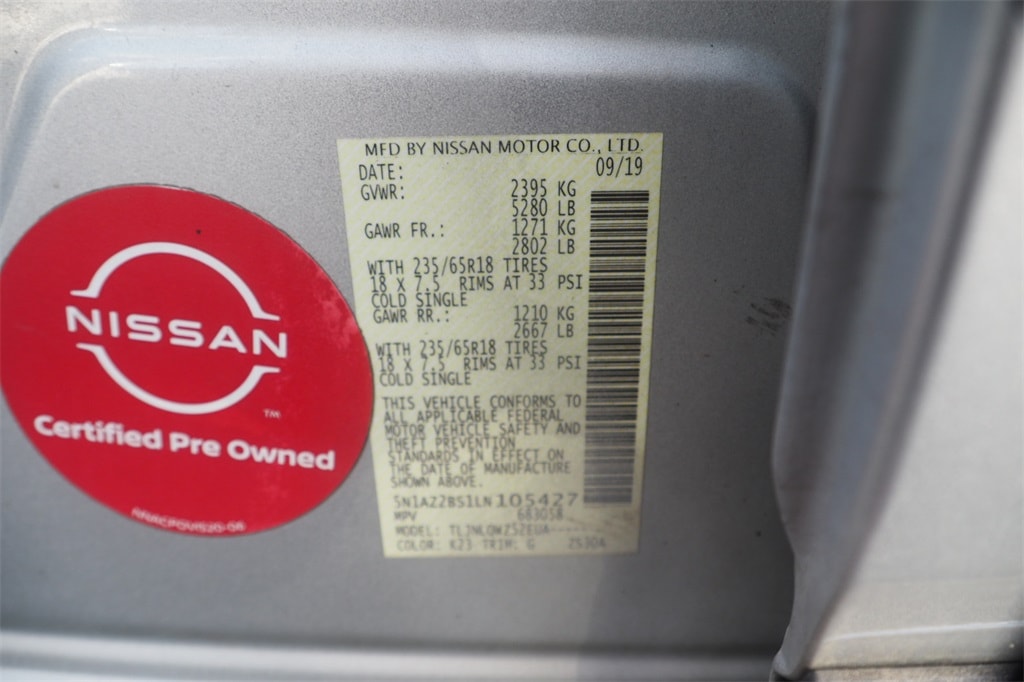 MFD BY NISSAN MOTOR CO., LTD.
DATE: 09/19
GVWR: 2395 KG
5280 LB
GAWR FR.: 1271 KG
2802 LB
WITH 235/65R18 TIRES
18 X 7.5 RIMS AT 33 PSI
COLD SINGLE
GAWR RR.: 1210 KG
2667 LB
WITH 235/65R18 TIRES
18 X 7.5 RIMS AT 33 PSI
COLD SINGLE
THIS VEHICLE CONFORMS TO
ALL APPLICABLE FEDERAL
MOTOR VEHICLE SAFETY AND
THEFT PREVENTION
STANDARDS IN EFFECT ON
THE DATE OF MANUFACTURE
SHOWN ABOVE.
5N1AZ2BS1LN105427
MPV 683058
MODEL:
COLOR: K23 TRIM: G
NISSAN
TM
Certified Pre Owned